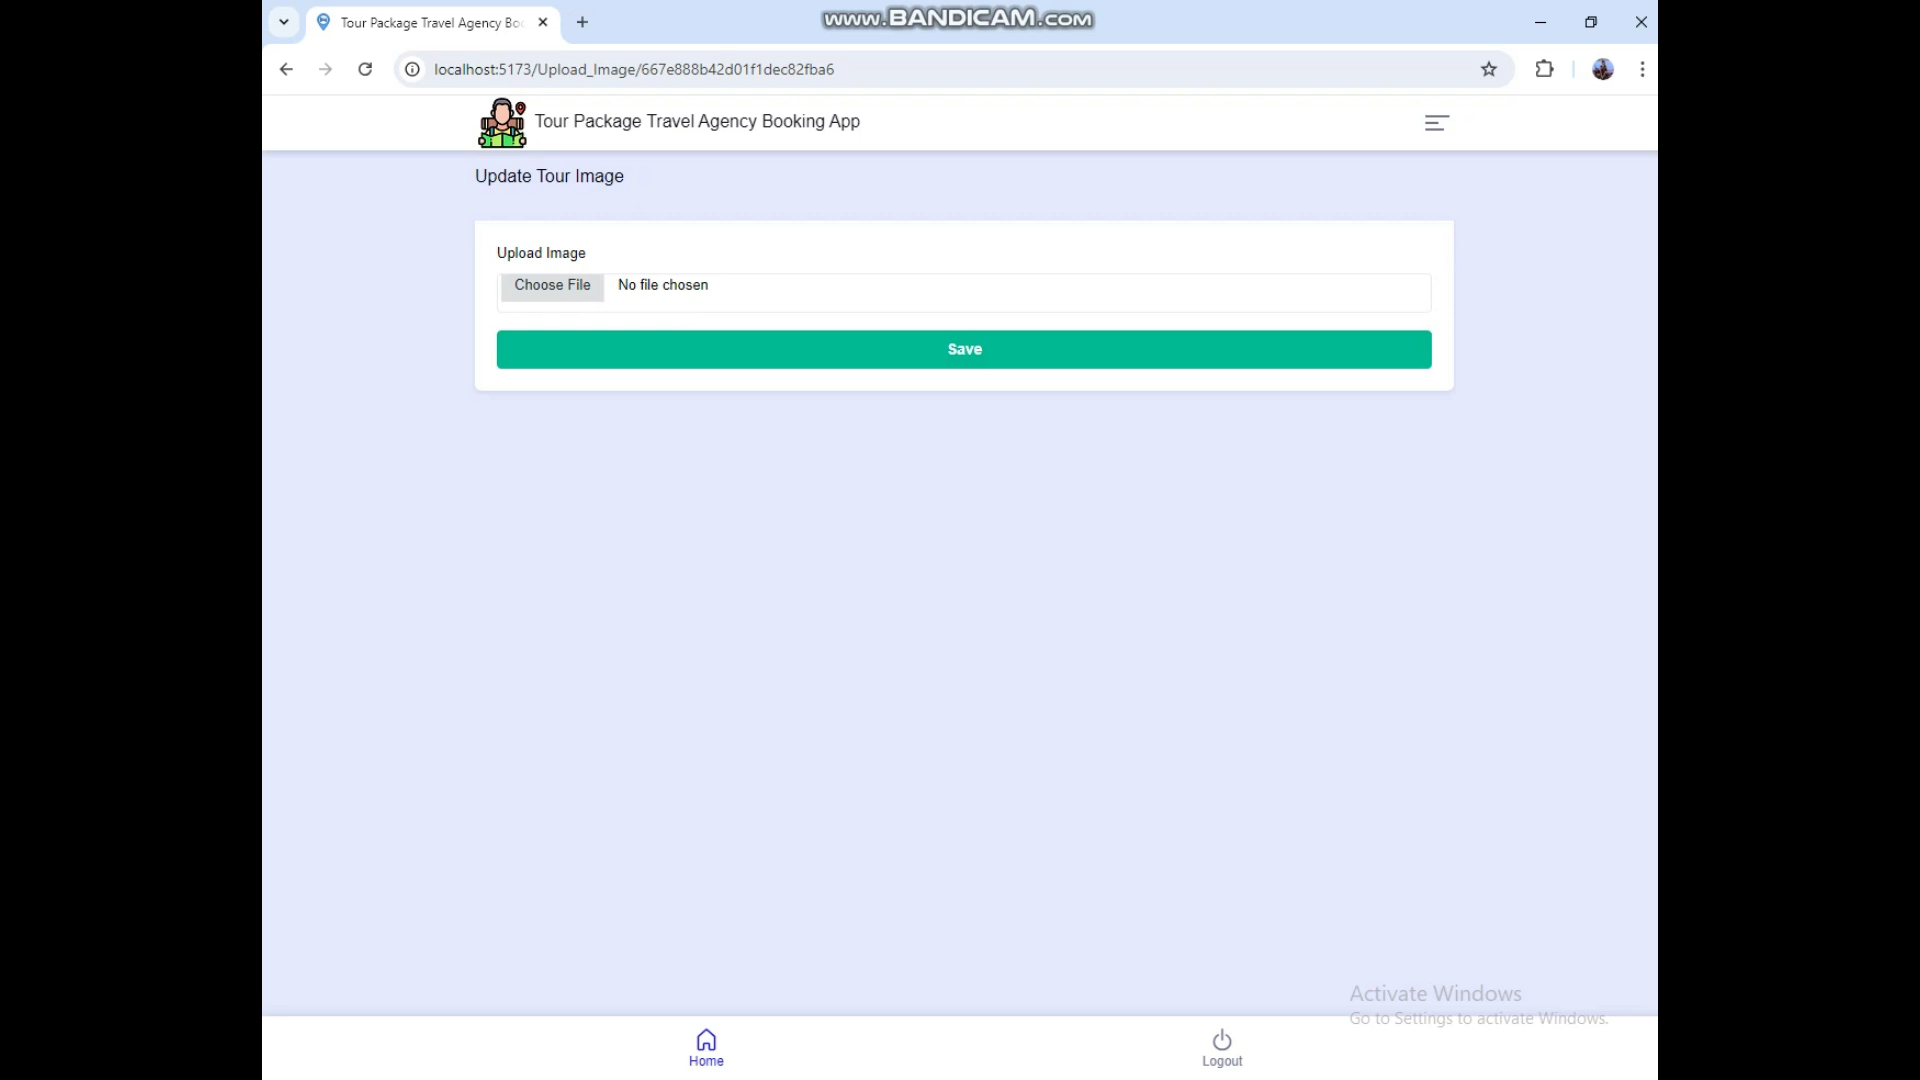 Tour Package Travel Agency Boo
www.BANDICAM.com
localhost:5173/Upload_Image/667e888b42d01f1dec82fba6
Tour Package Travel Agency Booking App
Update Tour Image
Upload Image
Choose File No file chosen
Save
Activate Windows
Go to Settings to activate Windows.
Home
Logout